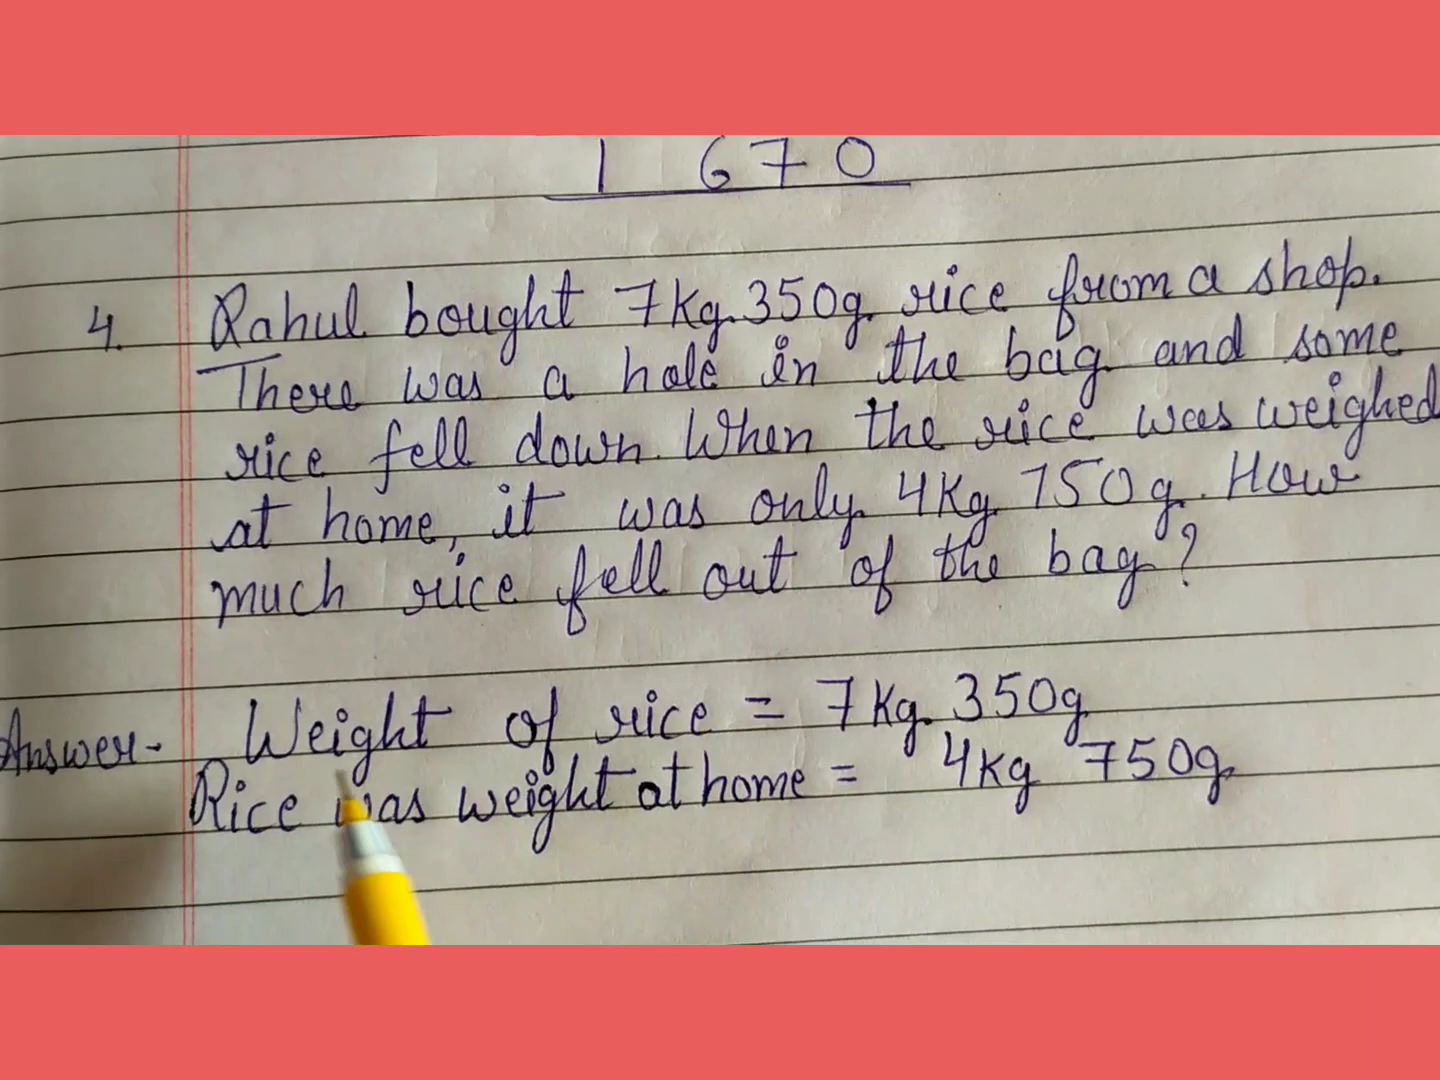 1 670
4. Rahul bought 7kg. 350g. rice from a shop.
There was a hole in the bag and some
rice fell down. When the rice was weighed
at home, it was only 4kg 750g. How
much rice fell out of the bag?
Answer- Weight of rice = 7kg. 350g
Rice was weight at home = 4kg 750g.